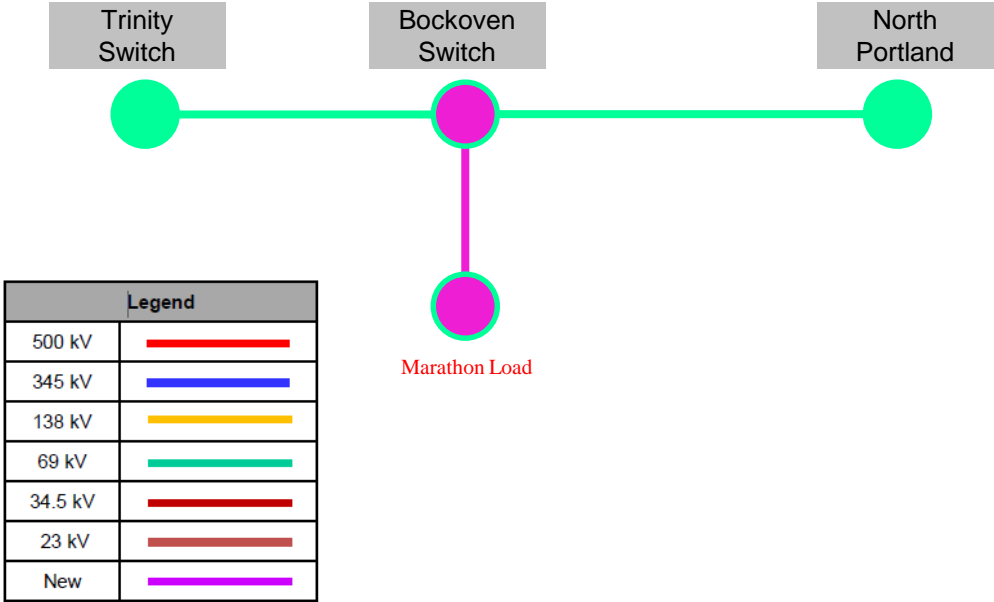 Trinity
Switch
Bockoven
Switch
North
Portland
Marathon Load
Legend
500 kV
345 kV
138 kV
69 kV
34.5 kV
23 kV
New